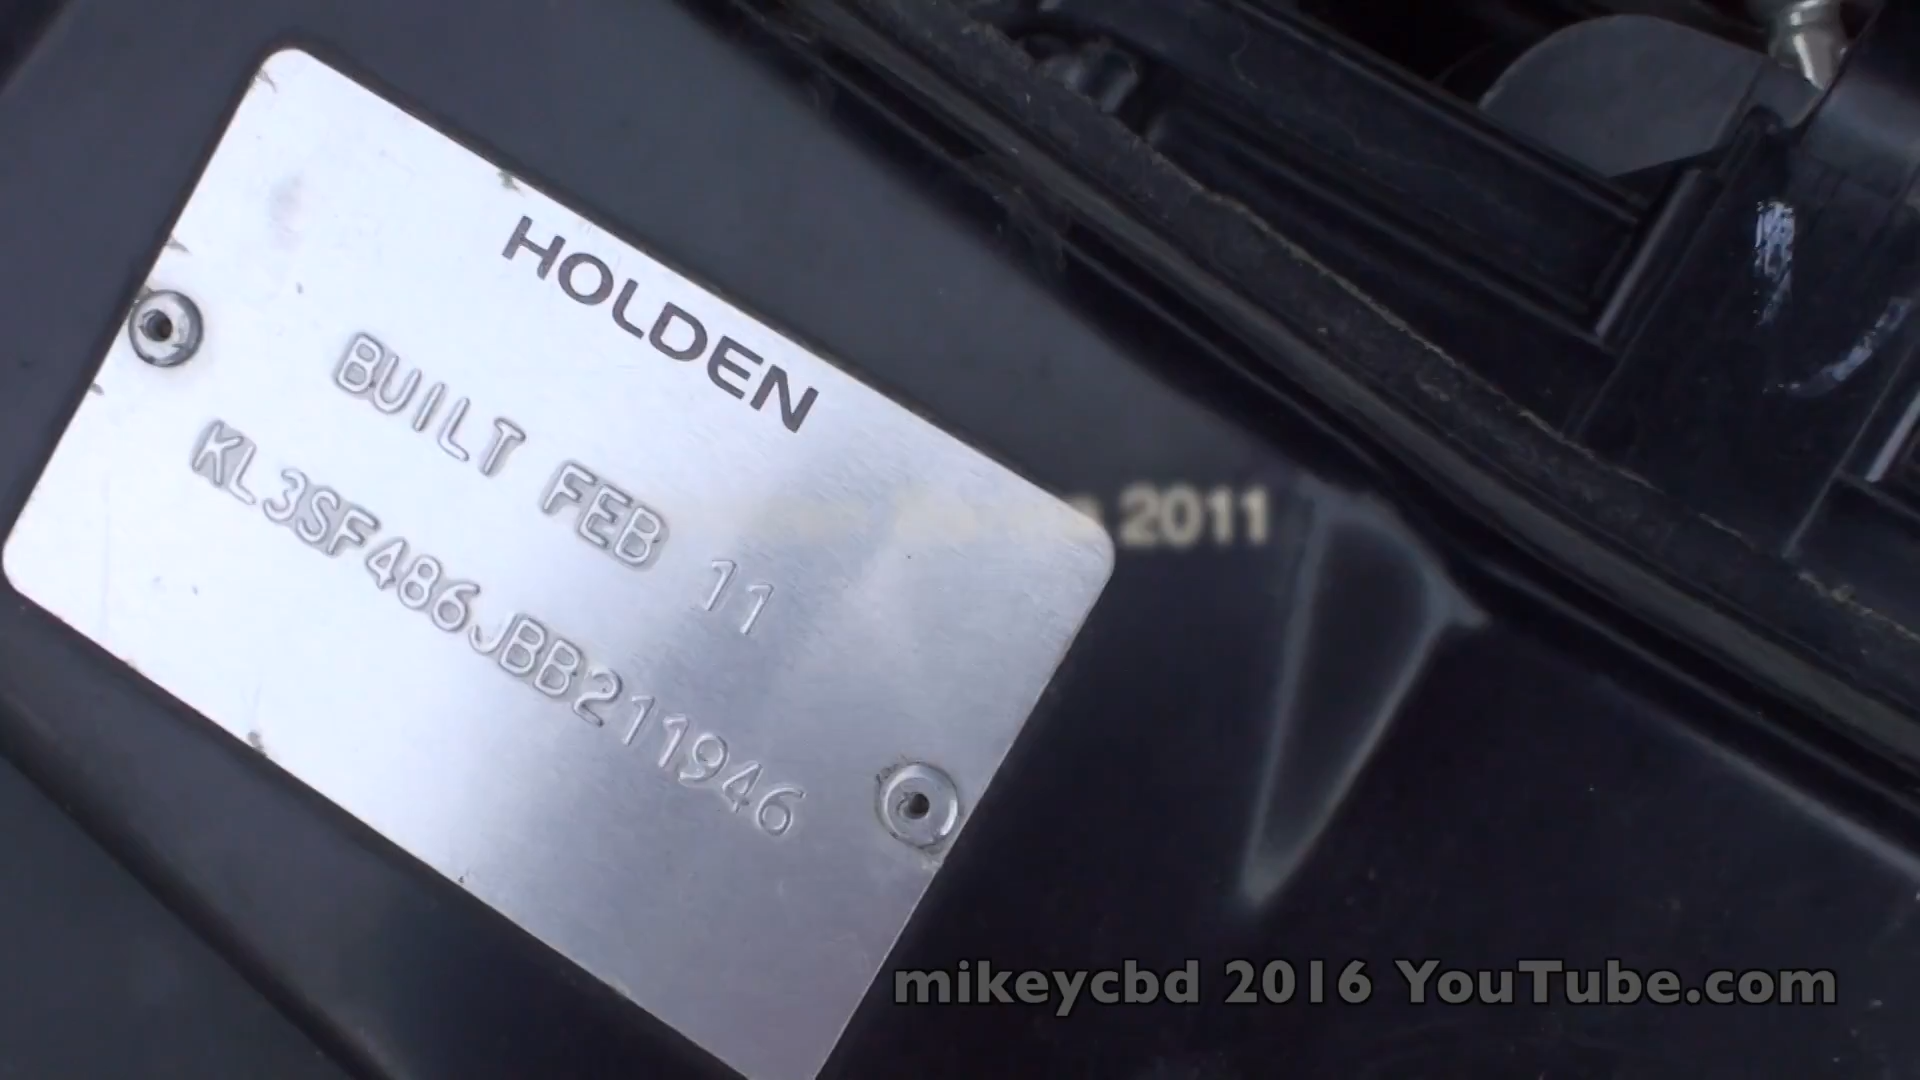 HOLDEN
BUILT FEB 11
KL3SF486JBB211946
2011
mikeycbd 2016 YouTube.com